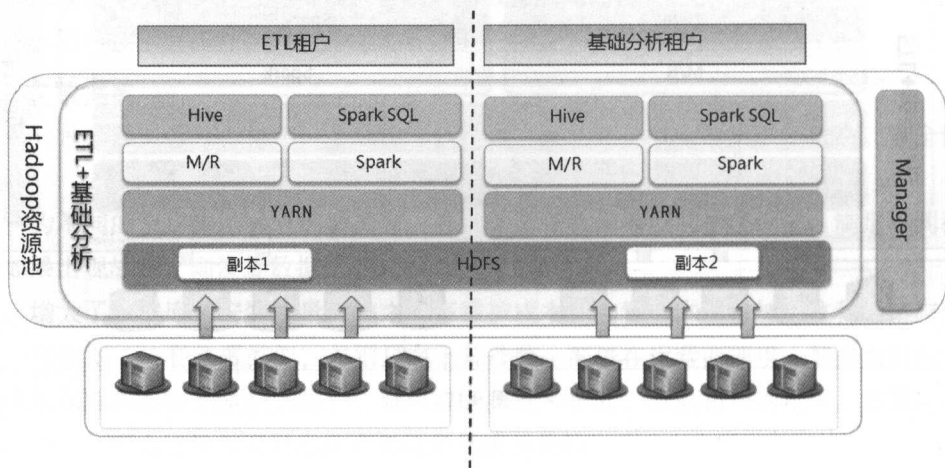 ETL租户
基础分析租户
Hadoop资源池
ETL+基础分析
Hive
Spark SQL
Hive
Spark SQL
M/R
Spark
M/R
Spark
YARN
YARN
副本1
HDFS
副本2
Manager